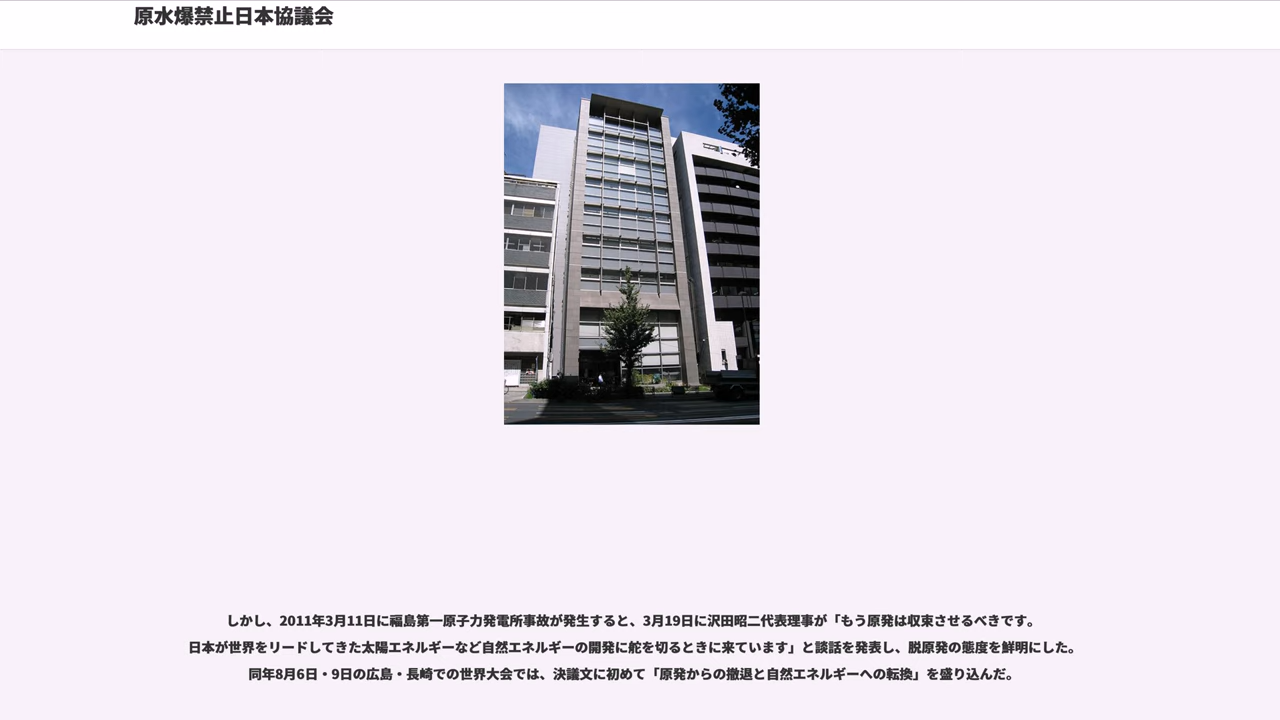 原水爆禁止日本協議会
しかし、2011年3月11日に福島第一原子力発電所事故が発生すると、3月19日に沢田昭二代表理事が「もう原発は収束させるべきです。
日本が世界をリードしてきた太陽エネルギーなど自然エネルギーの開発に舵を切るときに来ています」と談話を発表し、脱原発の態度を鮮明にした。
同年8月6日・9日の広島・長崎での世界大会では、決議文に初めて「原発からの撤退と自然エネルギーへの転換」を盛り込んだ。